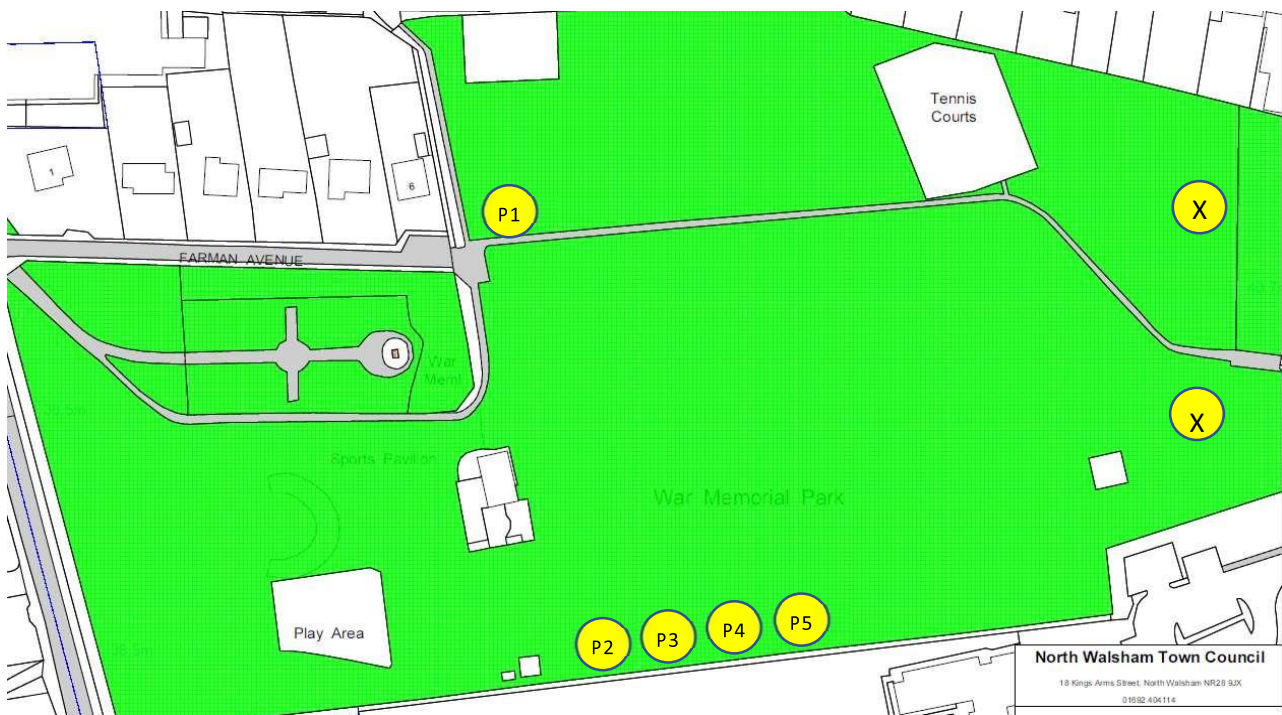 Tennis
Courts
1
6
P1
X
FARMAN AVENUE
War
Meml
X
Sports Pavilion
War Memorial Park
Play Area
P2
P3
P4
P5
North Walsham Town Council
18 Kings Arms Street, North Walsham NR28 9JX
01692 404114